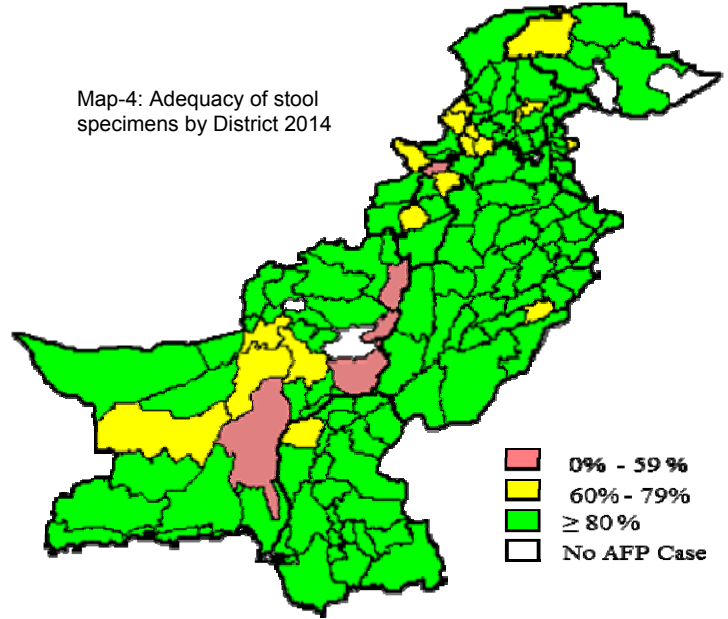 Map-4: Adequacy of stool
specimens by District 2014
0% - 59 %
60% - 79%
≥ 80 %
No AFP Case